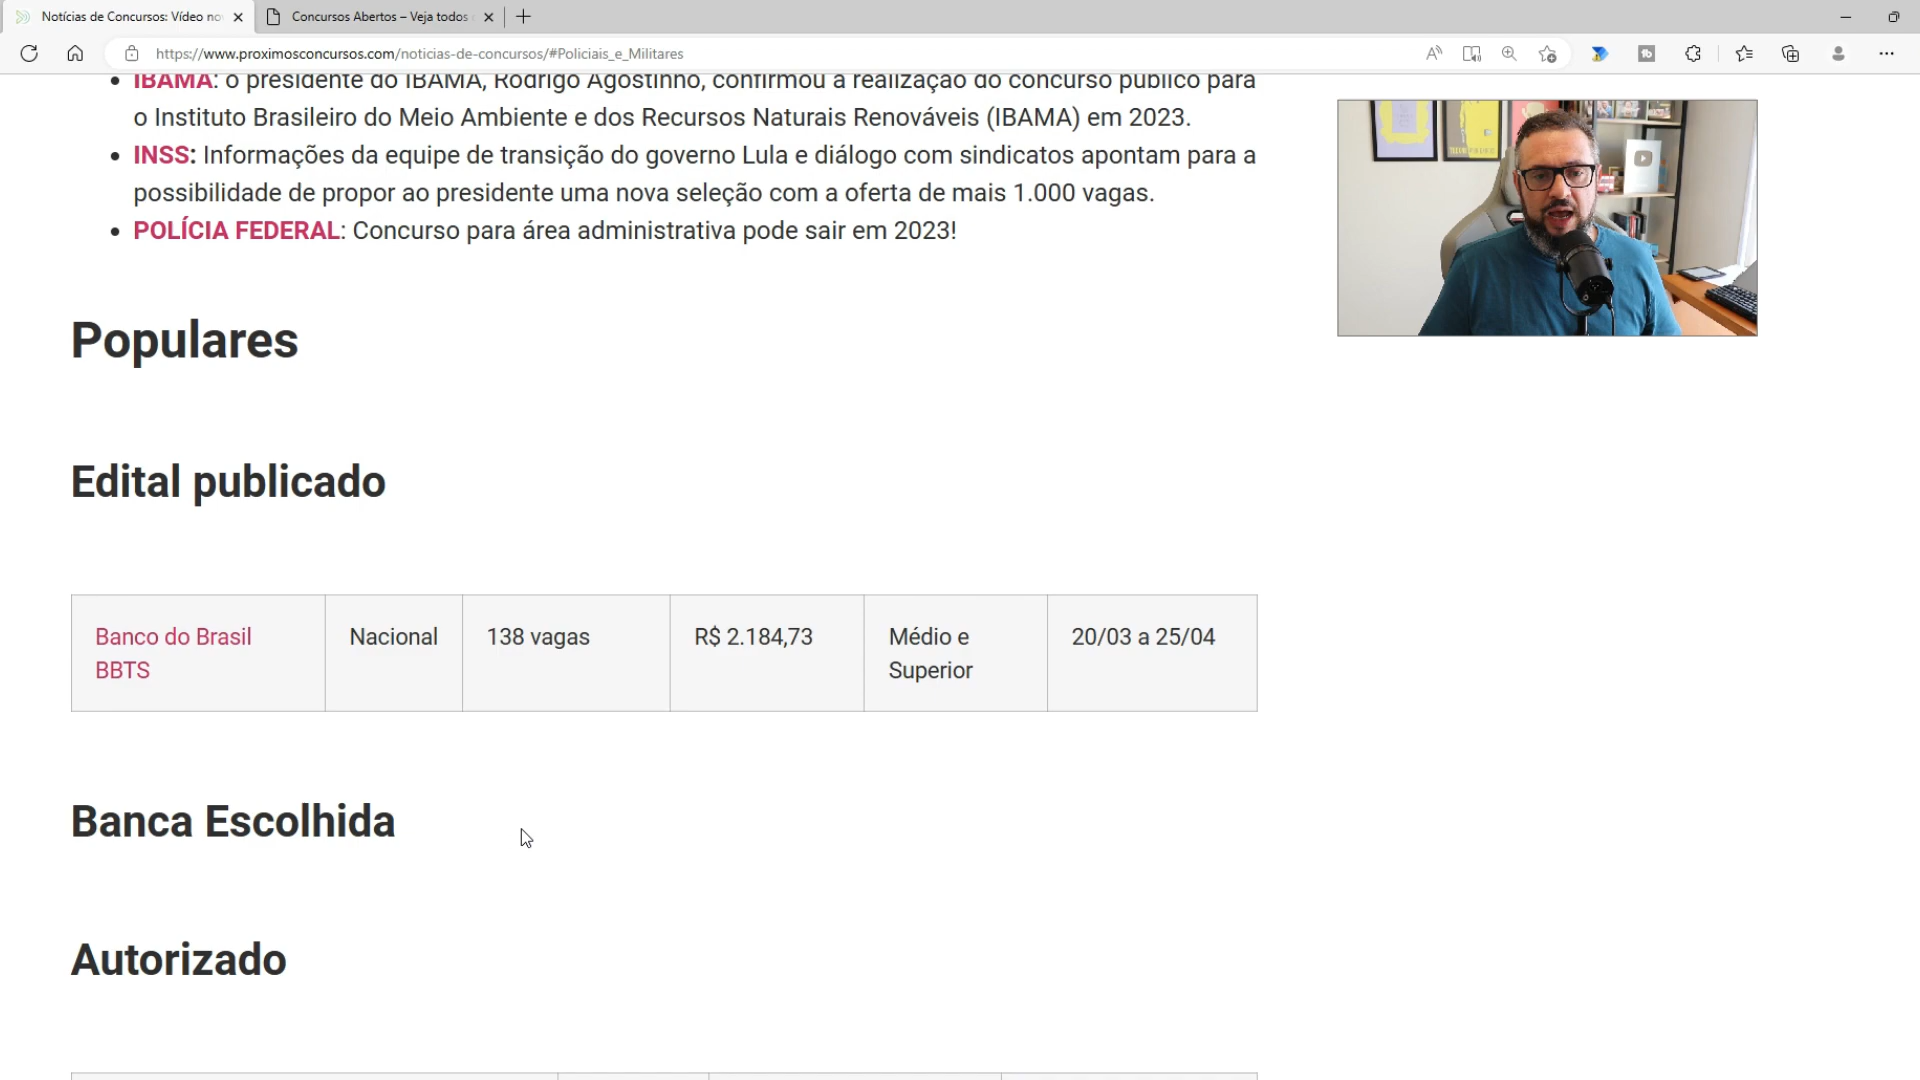 Notícias de Concursos: Vídeo no
Concursos Abertos – Veja todos
https://www.proximosconcursos.com/noticias-de-concursos/#Policiais_e_Militares
• IBAMA: o presidente do IBAMA, Rodrigo Agostinho, confirmou a realização do concurso público para
o Instituto Brasileiro do Meio Ambiente e dos Recursos Naturais Renováveis (IBAMA) em 2023.
• INSS: Informações da equipe de transição do governo Lula e diálogo com sindicatos apontam para a
possibilidade de propor ao presidente uma nova seleção com a oferta de mais 1.000 vagas.
• POLÍCIA FEDERAL: Concurso para área administrativa pode sair em 2023!
Populares
Edital publicado
Banco do Brasil Nacional 138 vagas R$ 2.184,73 Médio e 20/03 a 25/04
BBTS Superior
Banca Escolhida
Autorizado